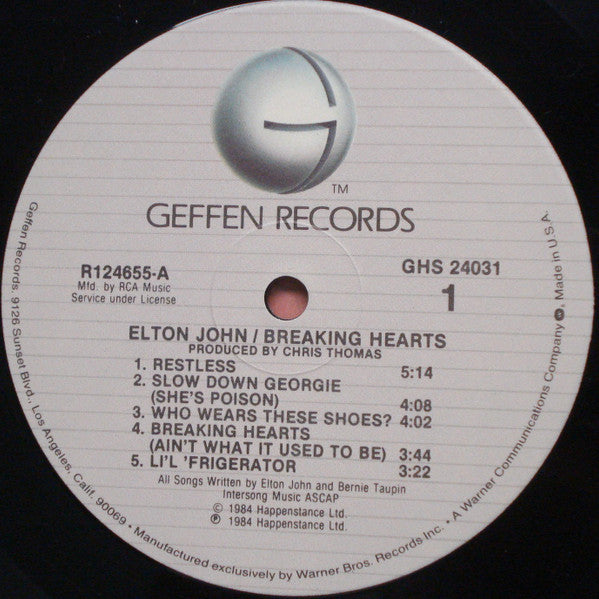 TM
GEFFEN RECORDS
R124655-A
Mfd. by RCA Music
Service under License
GHS 24031
1
ELTON JOHN / BREAKING HEARTS
PRODUCED BY CHRIS THOMAS
1. RESTLESS 5:14
2. SLOW DOWN GEORGIE
(SHE'S POISON) 4:08
3. WHO WEARS THESE SHOES? 4:02
4. BREAKING HEARTS
(AIN'T WHAT IT USED TO BE) 3:44
5. LI'L 'FRIGERATOR 3:22
All Songs Written by Elton John and Bernie Taupin
Intersong Music ASCAP
© 1984 Happenstance Ltd.
℗ 1984 Happenstance Ltd.
Geffen Records, 9126 Sunset Blvd., Los Angeles, Calif. 90069 • Manufactured exclusively by Warner Bros. Records Inc. • A Warner Communications Company, Made in U.S.A.